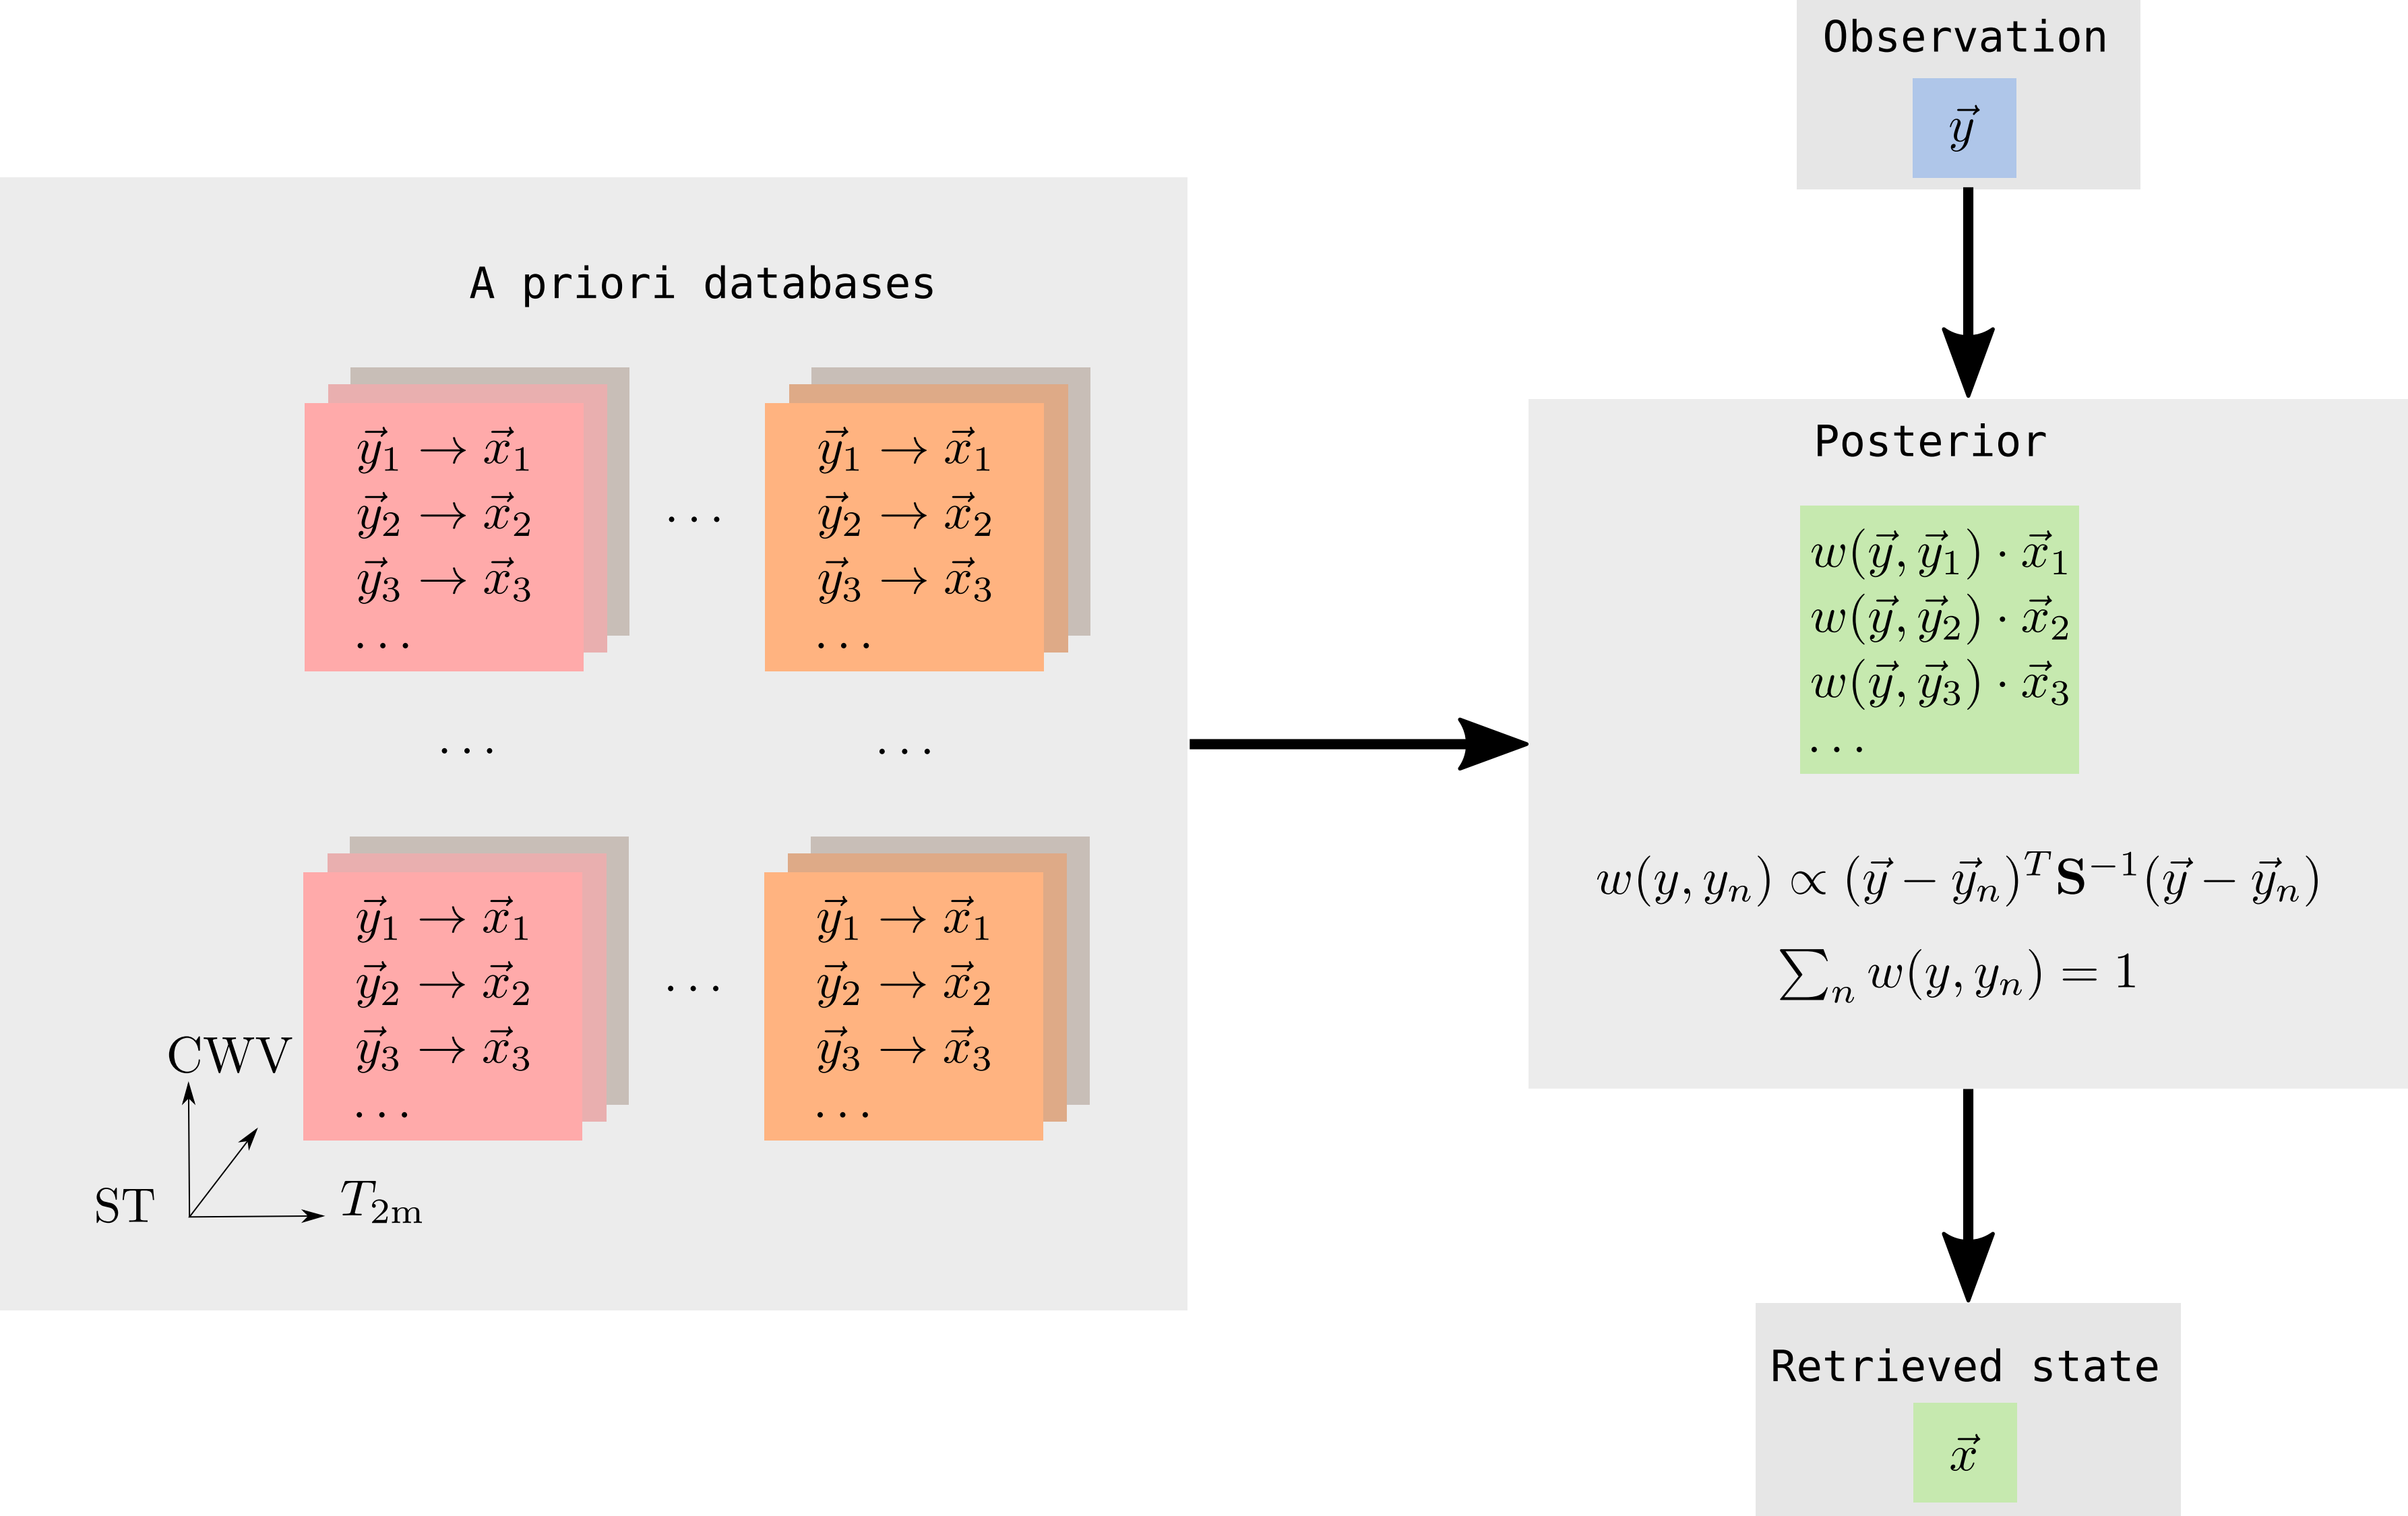 A priori databases
y⃗₁ → x⃗₁
y⃗₂ → x⃗₂
y⃗₃ → x⃗₃
...
...
y⃗₁ → x⃗₁
y⃗₂ → x⃗₂
y⃗₃ → x⃗₃
...
...
...
y⃗₁ → x⃗₁
y⃗₂ → x⃗₂
y⃗₃ → x⃗₃
...
...
y⃗₁ → x⃗₁
y⃗₂ → x⃗₂
y⃗₃ → x⃗₃
...
CWV
ST
T₂ₘ
Observation
y⃗
Posterior
w(y⃗, y⃗₁) · x⃗₁
w(y⃗, y⃗₂) · x⃗₂
w(y⃗, y⃗₃) · x⃗₃
...
w(y, yₙ) ∝ (y⃗ − y⃗ₙ)ᵀ S⁻¹ (y⃗ − y⃗ₙ)
∑ₙ w(y, yₙ) = 1
Retrieved state
x⃗